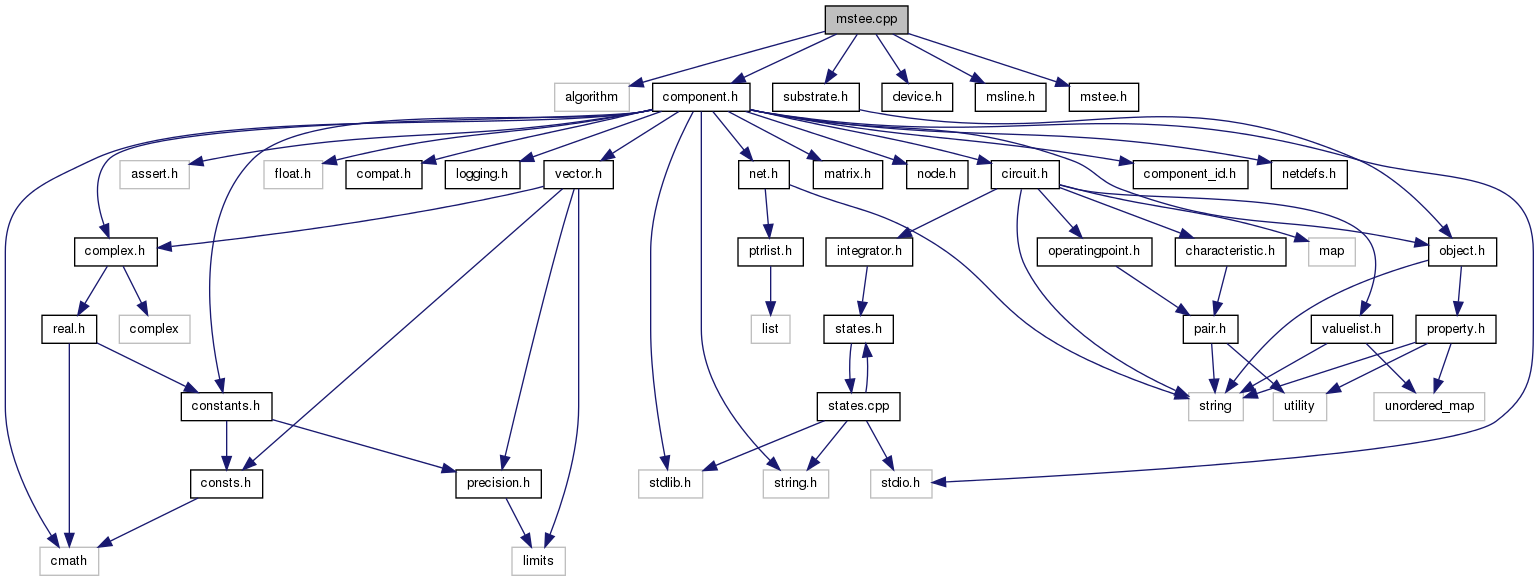 mstee.cpp
algorithm
component.h
substrate.h
device.h
msline.h
mstee.h
assert.h
float.h
compat.h
logging.h
vector.h
net.h
matrix.h
node.h
circuit.h
component_id.h
netdefs.h
complex.h
ptrlist.h
integrator.h
operatingpoint.h
characteristic.h
map
object.h
real.h
complex
list
states.h
pair.h
valuelist.h
property.h
constants.h
states.cpp
string
utility
unordered_map
consts.h
precision.h
stdlib.h
string.h
stdio.h
cmath
limits